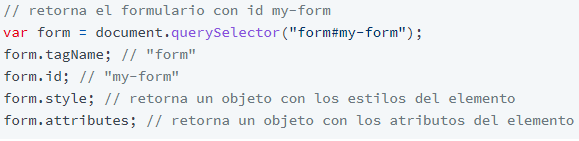 // retorna el formulario con id my-form
var form = document.querySelector("form#my-form");
form.tagName; // "form"
form.id; // "my-form"
form.style; // retorna un objeto con los estilos del elemento
form.attributes; // retorna un objeto con los atributos del elemento